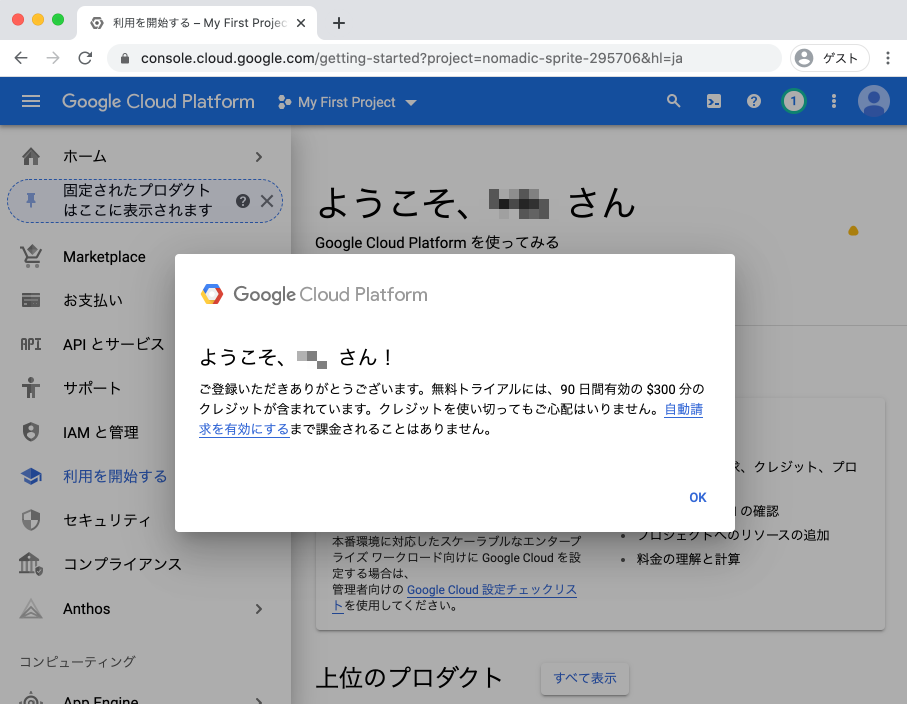 利用を開始する – My First Projec
console.cloud.google.com/getting-started?project=nomadic-sprite-295706&hl=ja
ゲスト
Google Cloud Platform
My First Project
1
ホーム
固定されたプロダクト
はここに表示されます
Marketplace
お支払い
API
API とサービス
サポート
IAM と管理
利用を開始する
セキュリティ
コンプライアンス
Anthos
コンピューティング
App Engine
ようこそ、 さん
Google Cloud Platform を使ってみる
Google Cloud Platform
ようこそ、 さん！
ご登録いただきありがとうございます。無料トライアルには、90 日間有効の $300 分の
クレジットが含まれています。クレジットを使い切ってもご心配はいりません。自動請
求を有効にするまで課金されることはありません。
OK
、クレジット、プロ
の確認
プロジェクトへのリソースの追加
料金の理解と計算
本番環境に対応したスケーラブルなエンタープ
ライズ ワークロード向けに Google Cloud を設
定する場合は、
管理者向けの Google Cloud 設定チェックリス
トを使用してください。
上位のプロダクト
すべて表示